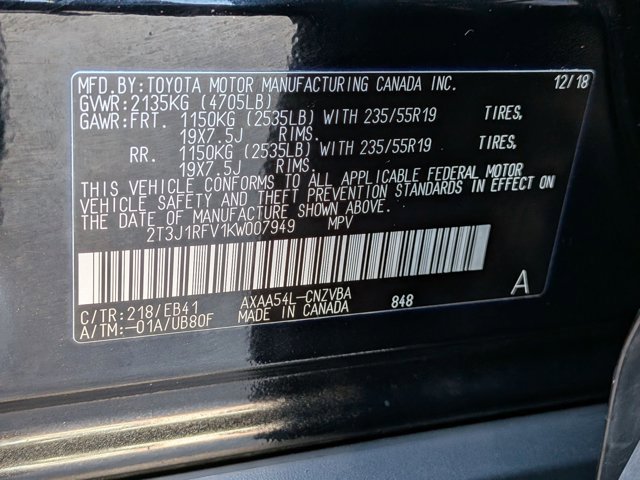 MFD.BY:TOYOTA MOTOR MANUFACTURING CANADA INC. 12/18
GVWR:2135KG (4705LB)
GAWR:FRT. 1150KG (2535LB) WITH 235/55R19 TIRES,
19X7.5J RIMS.
RR. 1150KG (2535LB) WITH 235/55R19 TIRES,
19X7.5J RIMS.
THIS VEHICLE CONFORMS TO ALL APPLICABLE FEDERAL MOTOR
VEHICLE SAFETY AND THEFT PREVENTION STANDARDS IN EFFECT ON
THE DATE OF MANUFACTURE SHOWN ABOVE.
2T3J1RFV1KW007949 MPV
A
C/TR:218/EB41 AXAA54L-CNZVBA
A/TM:-01A/UB80F MADE IN CANADA 848